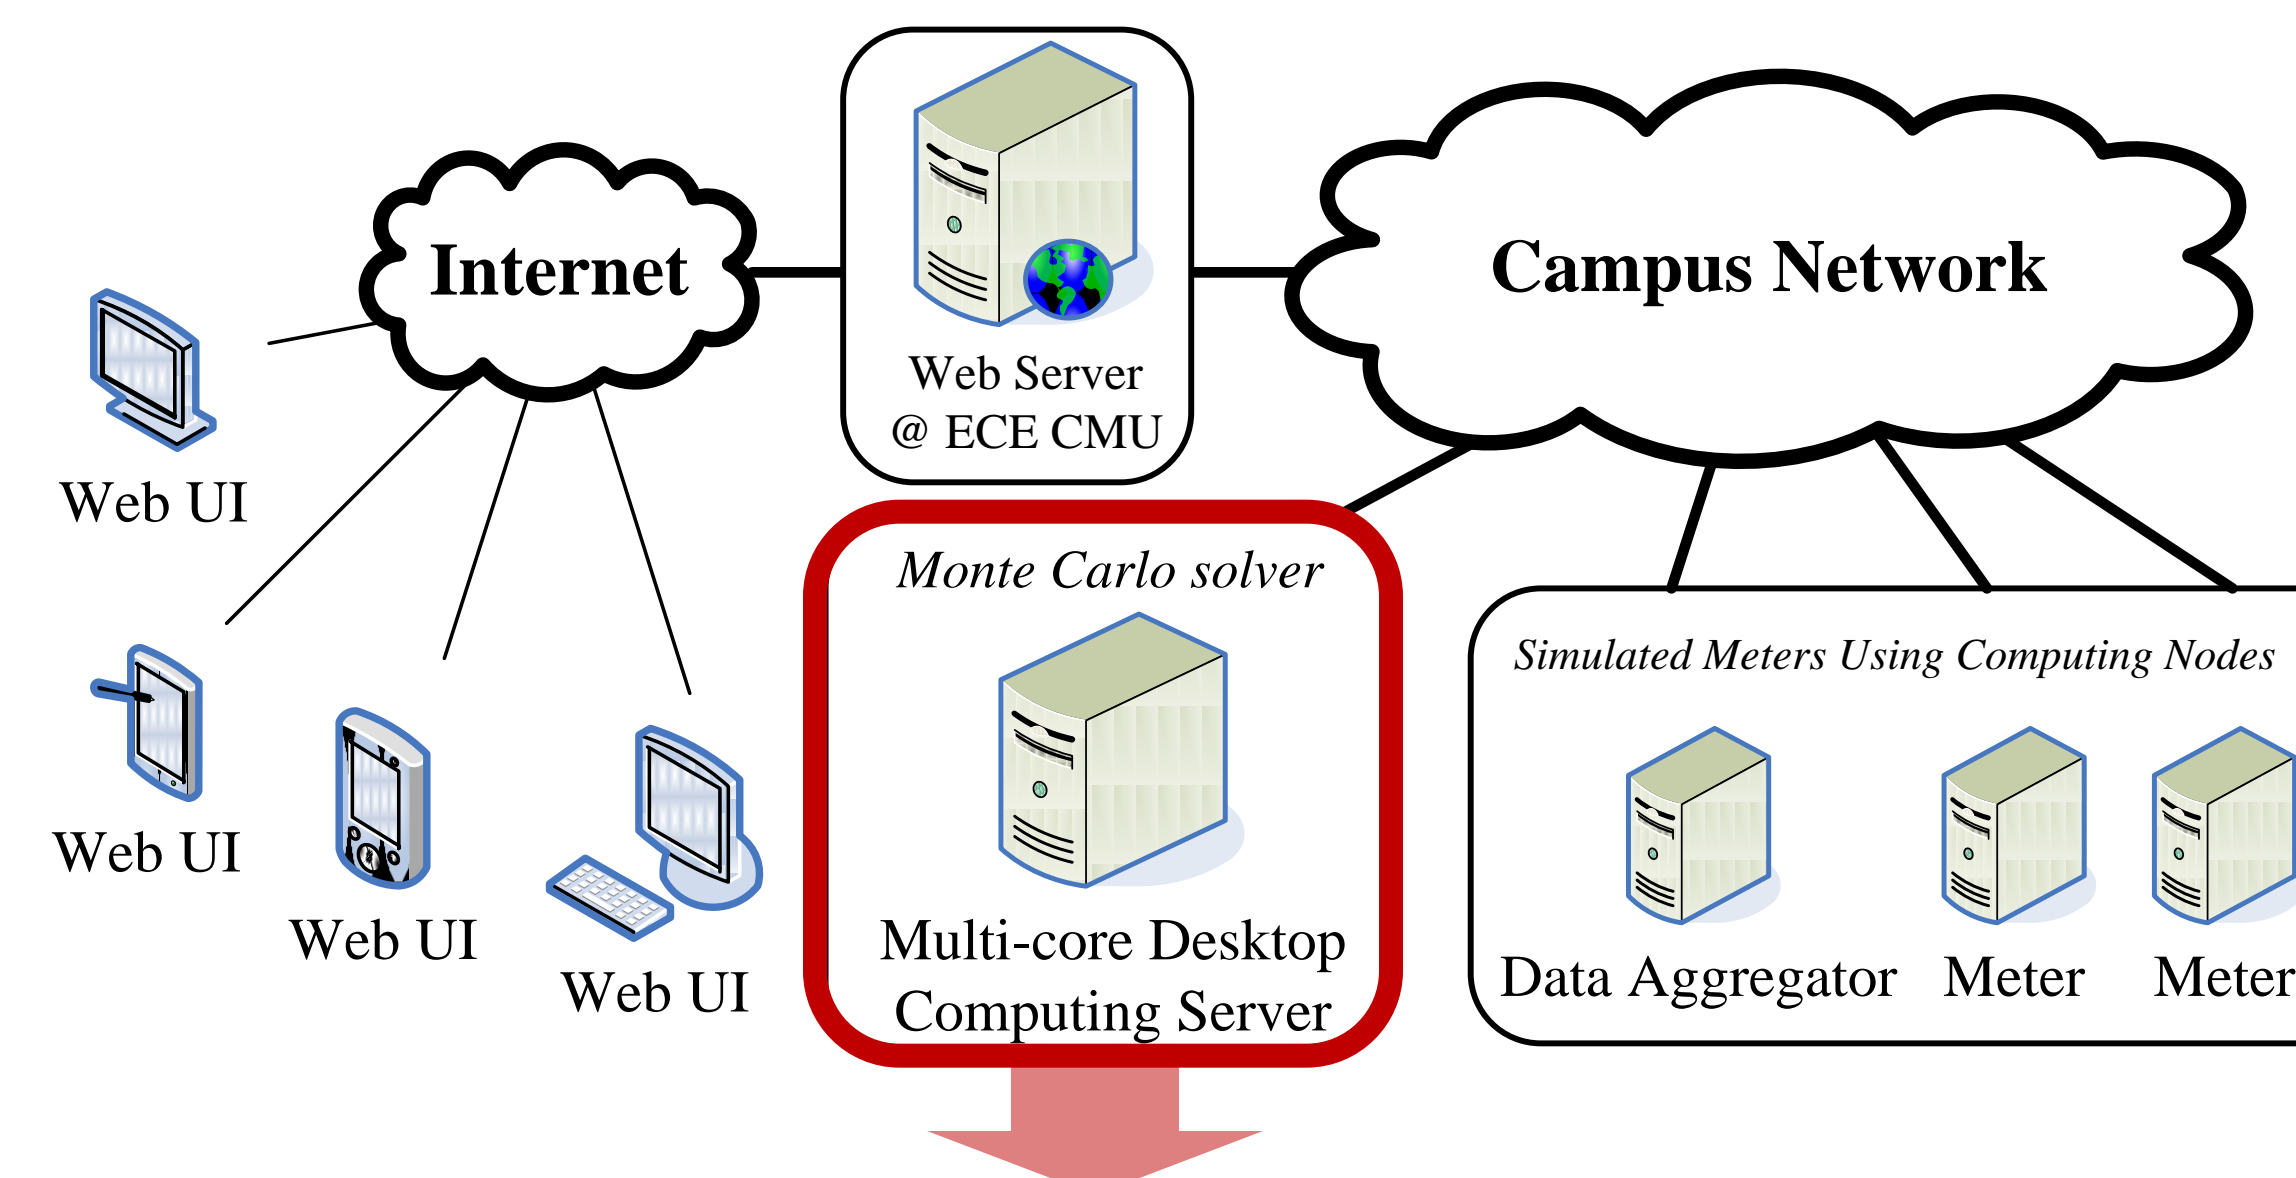 Internet
Web Server
@ ECE CMU
Campus Network
Web UI
Web UI
Web UI
Web UI
Monte Carlo solver
Multi-core Desktop
Computing Server
Simulated Meters Using Computing Nodes
Data Aggregator
Meter
Meter